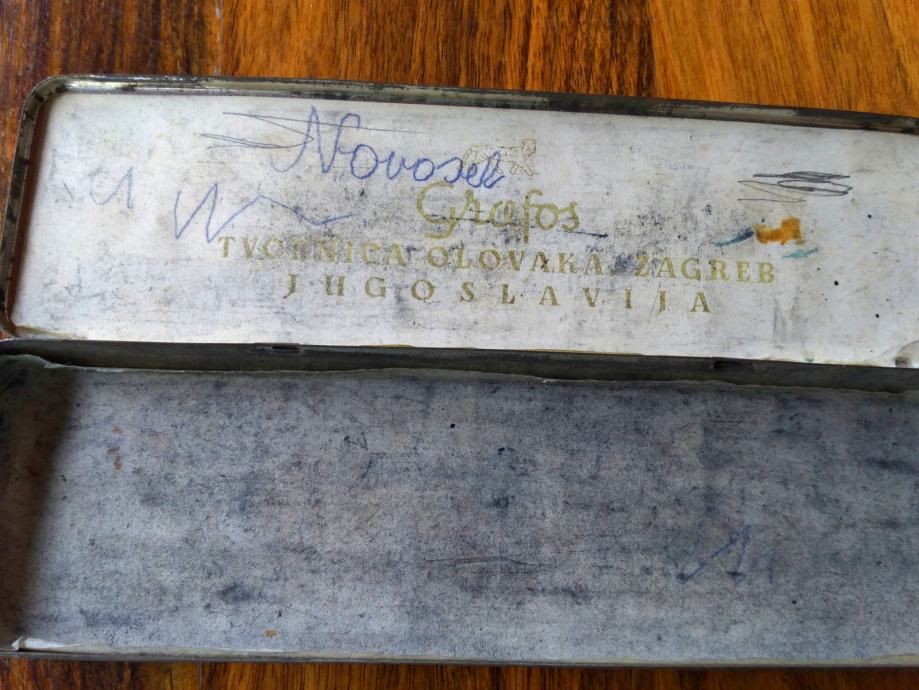 Novosel
Grafos
TVORNICA OLOVAKA, ZAGREB
JUGOSLAVIJA